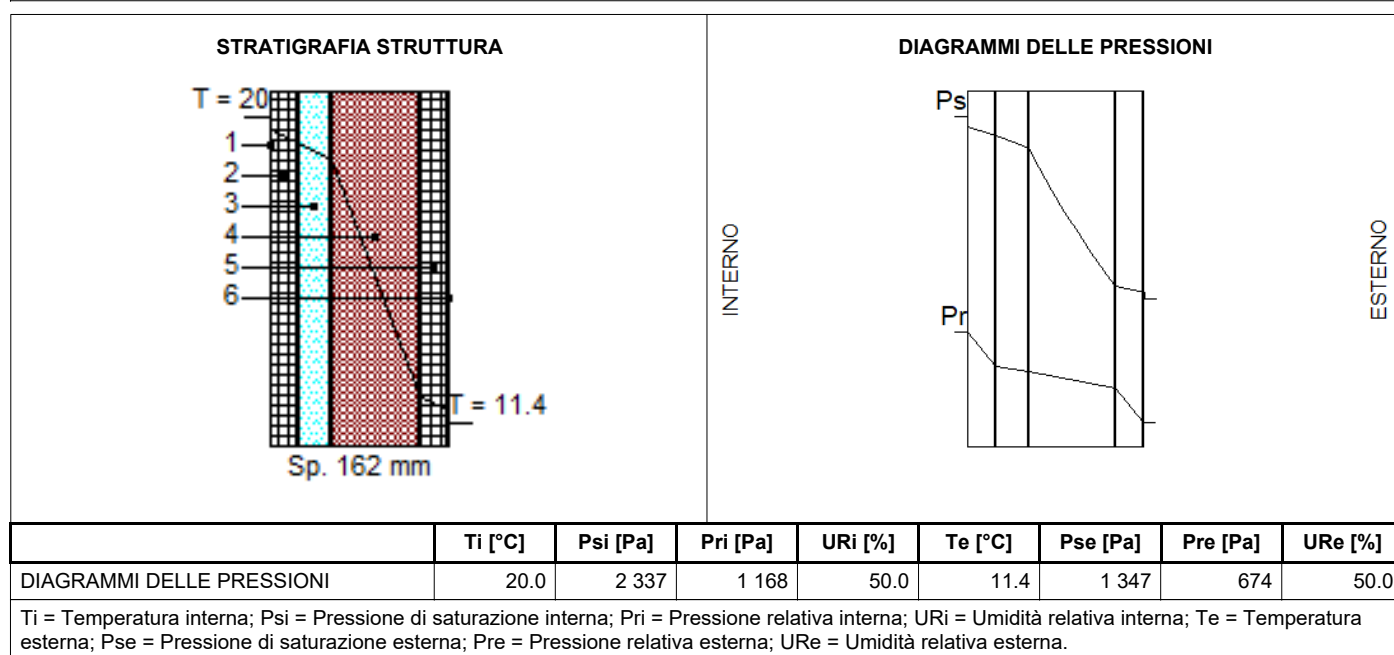 STRATIGRAFIA STRUTTURA
T = 20
1
2
3
4
5
6
T = 11.4
Sp. 162 mm
DIAGRAMMI DELLE PRESSIONI
Ps
Pr
INTERNO
ESTERNO
Ti [°C] Psi [Pa] Pri [Pa] URi [%] Te [°C] Pse [Pa] Pre [Pa] URe [%]
DIAGRAMMI DELLE PRESSIONI 20.0 2 337 1 168 50.0 11.4 1 347 674 50.0
Ti = Temperatura interna; Psi = Pressione di saturazione interna; Pri = Pressione relativa interna; URi = Umidità relativa interna; Te = Temperatura
esterna; Pse = Pressione di saturazione esterna; Pre = Pressione relativa esterna; URe = Umidità relativa esterna.